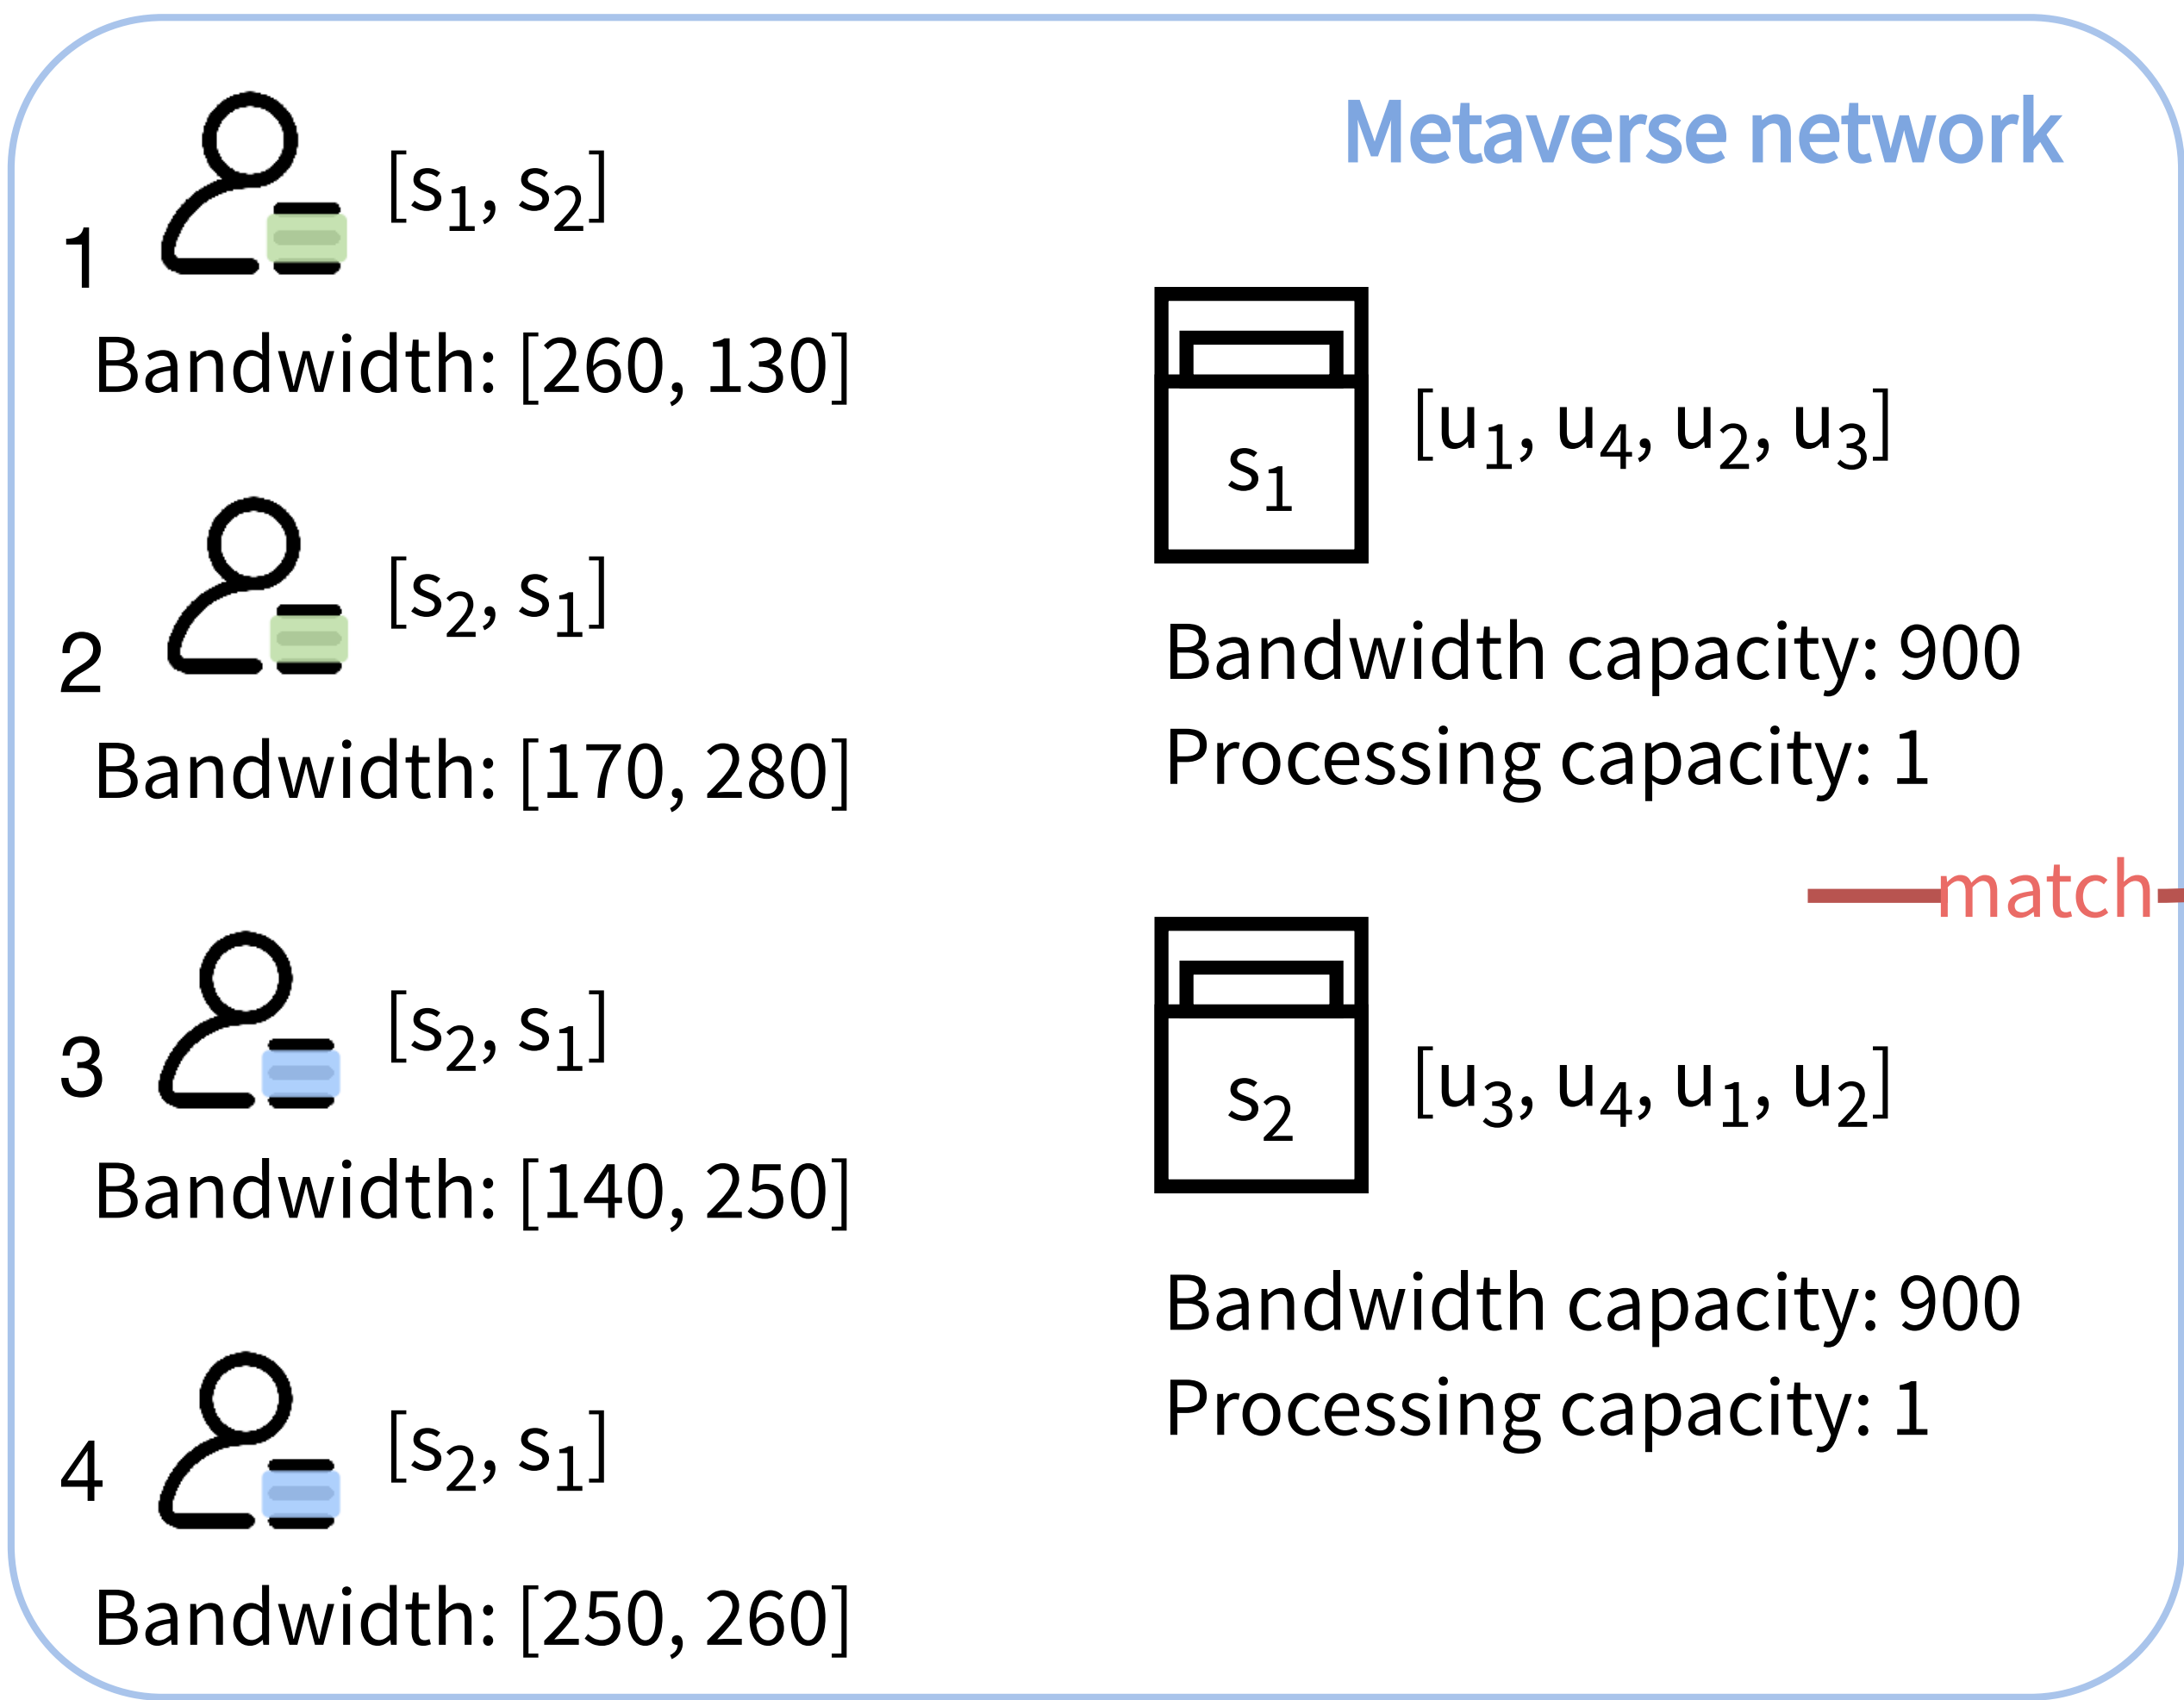 Metaverse network
1
[s1, s2]
Bandwidth: [260, 130]
2
[s2, s1]
Bandwidth: [170, 280]
3
[s2, s1]
Bandwidth: [140, 250]
4
[s2, s1]
Bandwidth: [250, 260]
s1
[u1, u4, u2, u3]
Bandwidth capacity: 900
Processing capacity: 1
match
s2
[u3, u4, u1, u2]
Bandwidth capacity: 900
Processing capacity: 1